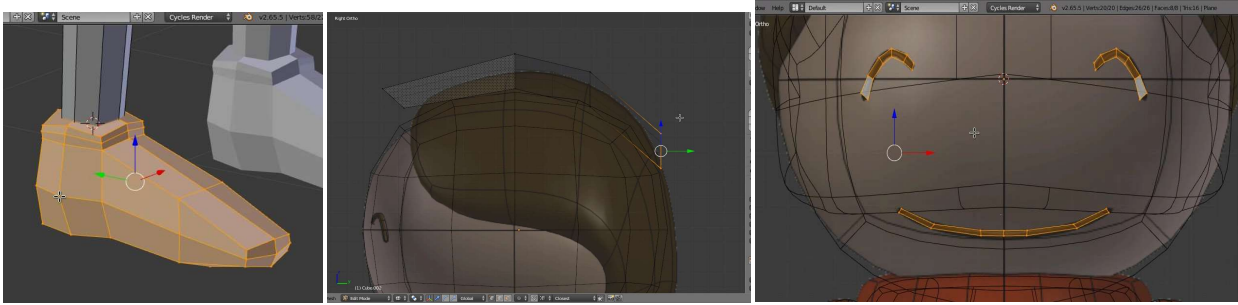 Scene
Cycles Render
v2.65.5 | Verts:58/2
Right Ortho
(1) Cube.002
Edit Mode
Global
Closest
Help
Default
Scene
Cycles Render
v2.65.5 | Verts:20/20 | Edges:26/26 | Faces:8/8 | Tris:16 | Plane
Ortho